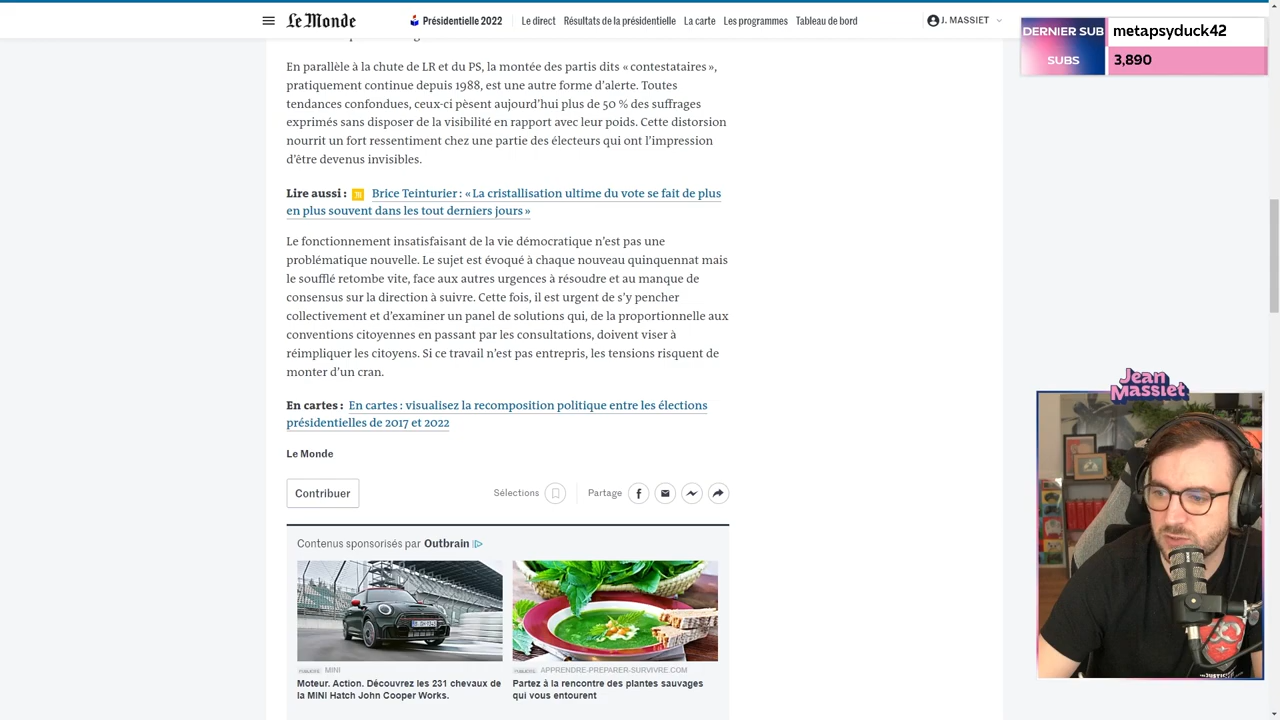 Le Monde
Présidentielle 2022
Le direct
Résultats de la présidentielle
La carte
Les programmes
Tableau de bord
J. MASSIET
DERNIER SUB
metapsyduck42
SUBS
3,890
En parallèle à la chute de LR et du PS, la montée des partis dits « contestataires »,
pratiquement continue depuis 1988, est une autre forme d’alerte. Toutes
tendances confondues, ceux-ci pèsent aujourd’hui plus de 50 % des suffrages
exprimés sans disposer de la visibilité en rapport avec leur poids. Cette distorsion
nourrit un fort ressentiment chez une partie des électeurs qui ont l’impression
d’être devenus invisibles.
Lire aussi : Brice Teinturier : « La cristallisation ultime du vote se fait de plus
en plus souvent dans les tout derniers jours »
Le fonctionnement insatisfaisant de la vie démocratique n’est pas une
problématique nouvelle. Le sujet est évoqué à chaque nouveau quinquennat mais
le soufflé retombe vite, face aux autres urgences à résoudre et au manque de
consensus sur la direction à suivre. Cette fois, il est urgent de s’y pencher
collectivement et d’examiner un panel de solutions qui, de la proportionnelle aux
conventions citoyennes en passant par les consultations, doivent viser à
réimpliquer les citoyens. Si ce travail n’est pas entrepris, les tensions risquent de
monter d’un cran.
En cartes : En cartes : visualisez la recomposition politique entre les élections
présidentielles de 2017 et 2022
Le Monde
Contribuer
Sélections
Partage
Contenus sponsorisés par Outbrain
PUBLICITÉ MINI
Moteur. Action. Découvrez les 231 chevaux de
la MINI Hatch John Cooper Works.
PUBLICITÉ APPRENDRE-PREPARER-SURVIVRE.COM
Partez à la rencontre des plantes sauvages
qui vous entourent
Jean
Massiet